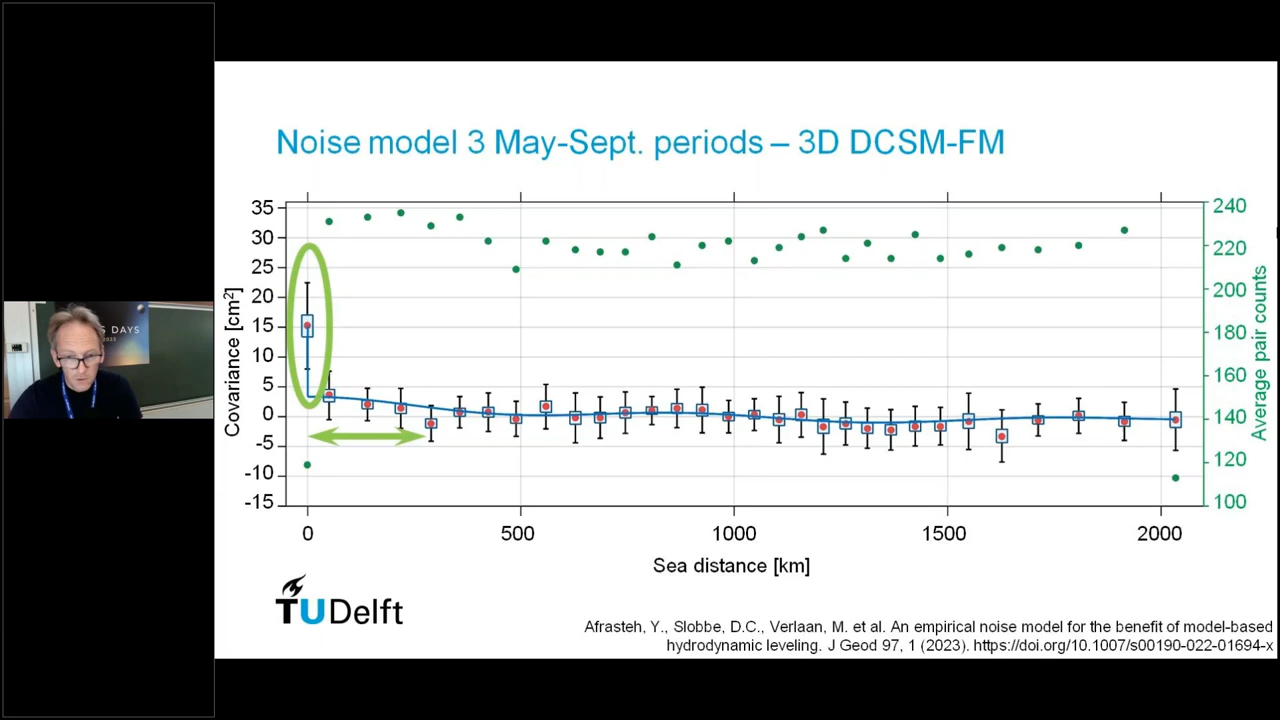 Noise model 3 May-Sept. periods – 3D DCSM-FM
35
30
25
20
15
10
5
0
-5
-10
-15
Covariance [cm²]
240
220
200
180
160
140
120
100
Average pair counts
0 500 1000 1500 2000
Sea distance [km]
TUDelft
Afrasteh, Y., Slobbe, D.C., Verlaan, M. et al. An empirical noise model for the benefit of model-based
hydrodynamic leveling. J Geod 97, 1 (2023). https://doi.org/10.1007/s00190-022-01694-x
S DAYS
2023